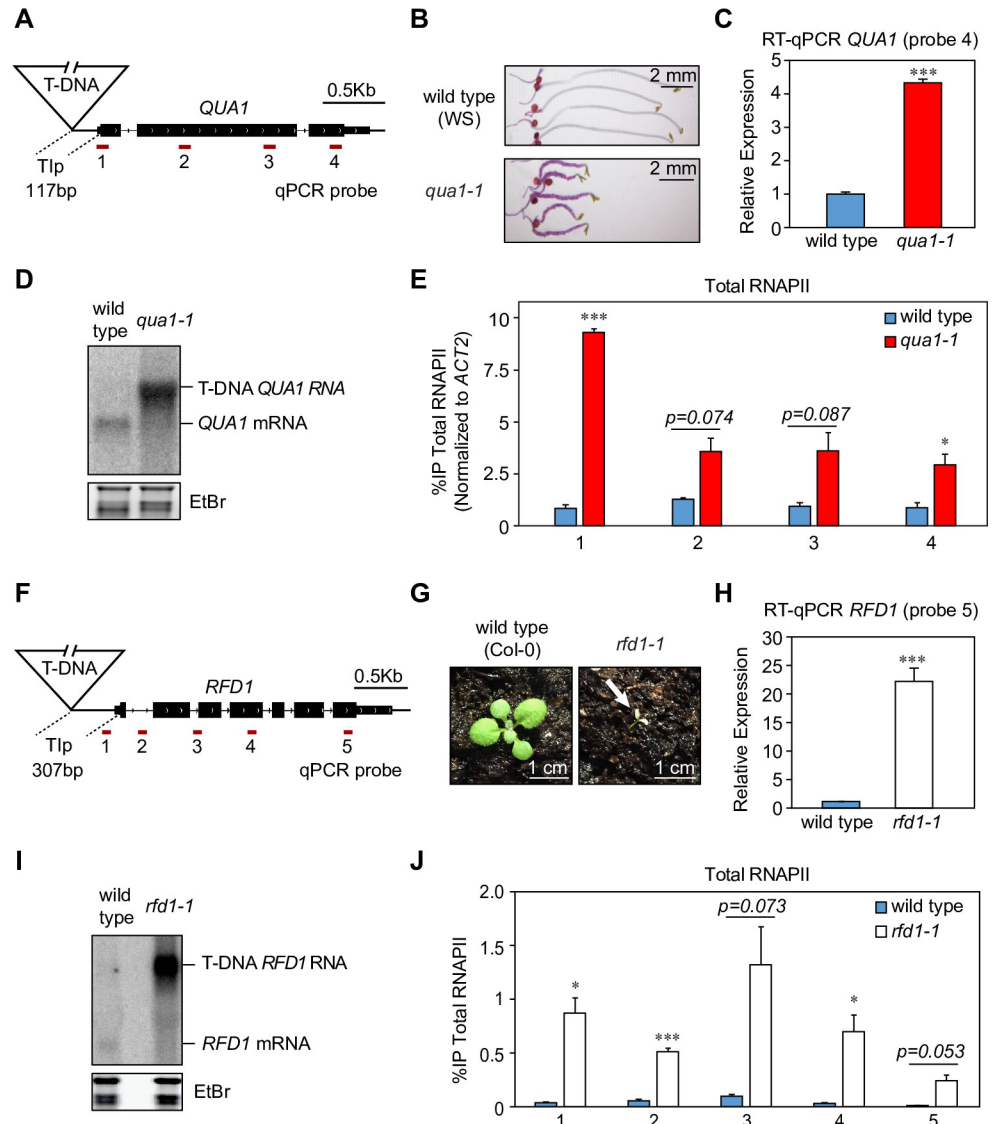 A
T-DNA
QUA1
0.5Kb
TIp
117bp
1
2
3
4
qPCR probe
B
wild type
(WS)
2 mm
qua1-1
2 mm
C
RT-qPCR QUA1 (probe 4)
Relative Expression
5
4
3
2
1
0
***
wild type
qua1-1
D
wild
type
qua1-1
T-DNA QUA1 RNA
QUA1 mRNA
EtBr
E
Total RNAPII
%IP Total RNAPII
(Normalized to ACT2)
10
7.5
5
2.5
0
wild type
qua1-1
***
p=0.074
p=0.087
*
1
2
3
4
F
T-DNA
RFD1
0.5Kb
TIp
307bp
1
2
3
4
5
qPCR probe
G
wild type
(Col-0)
rfd1-1
1 cm
1 cm
H
RT-qPCR RFD1 (probe 5)
Relative Expression
30
25
20
15
10
5
0
***
wild type
rfd1-1
I
wild
type
rfd1-1
T-DNA RFD1 RNA
RFD1 mRNA
EtBr
J
Total RNAPII
%IP Total RNAPII
2.0
1.5
1
0.5
0
wild type
rfd1-1
*
***
p=0.073
*
p=0.053
1
2
3
4
5